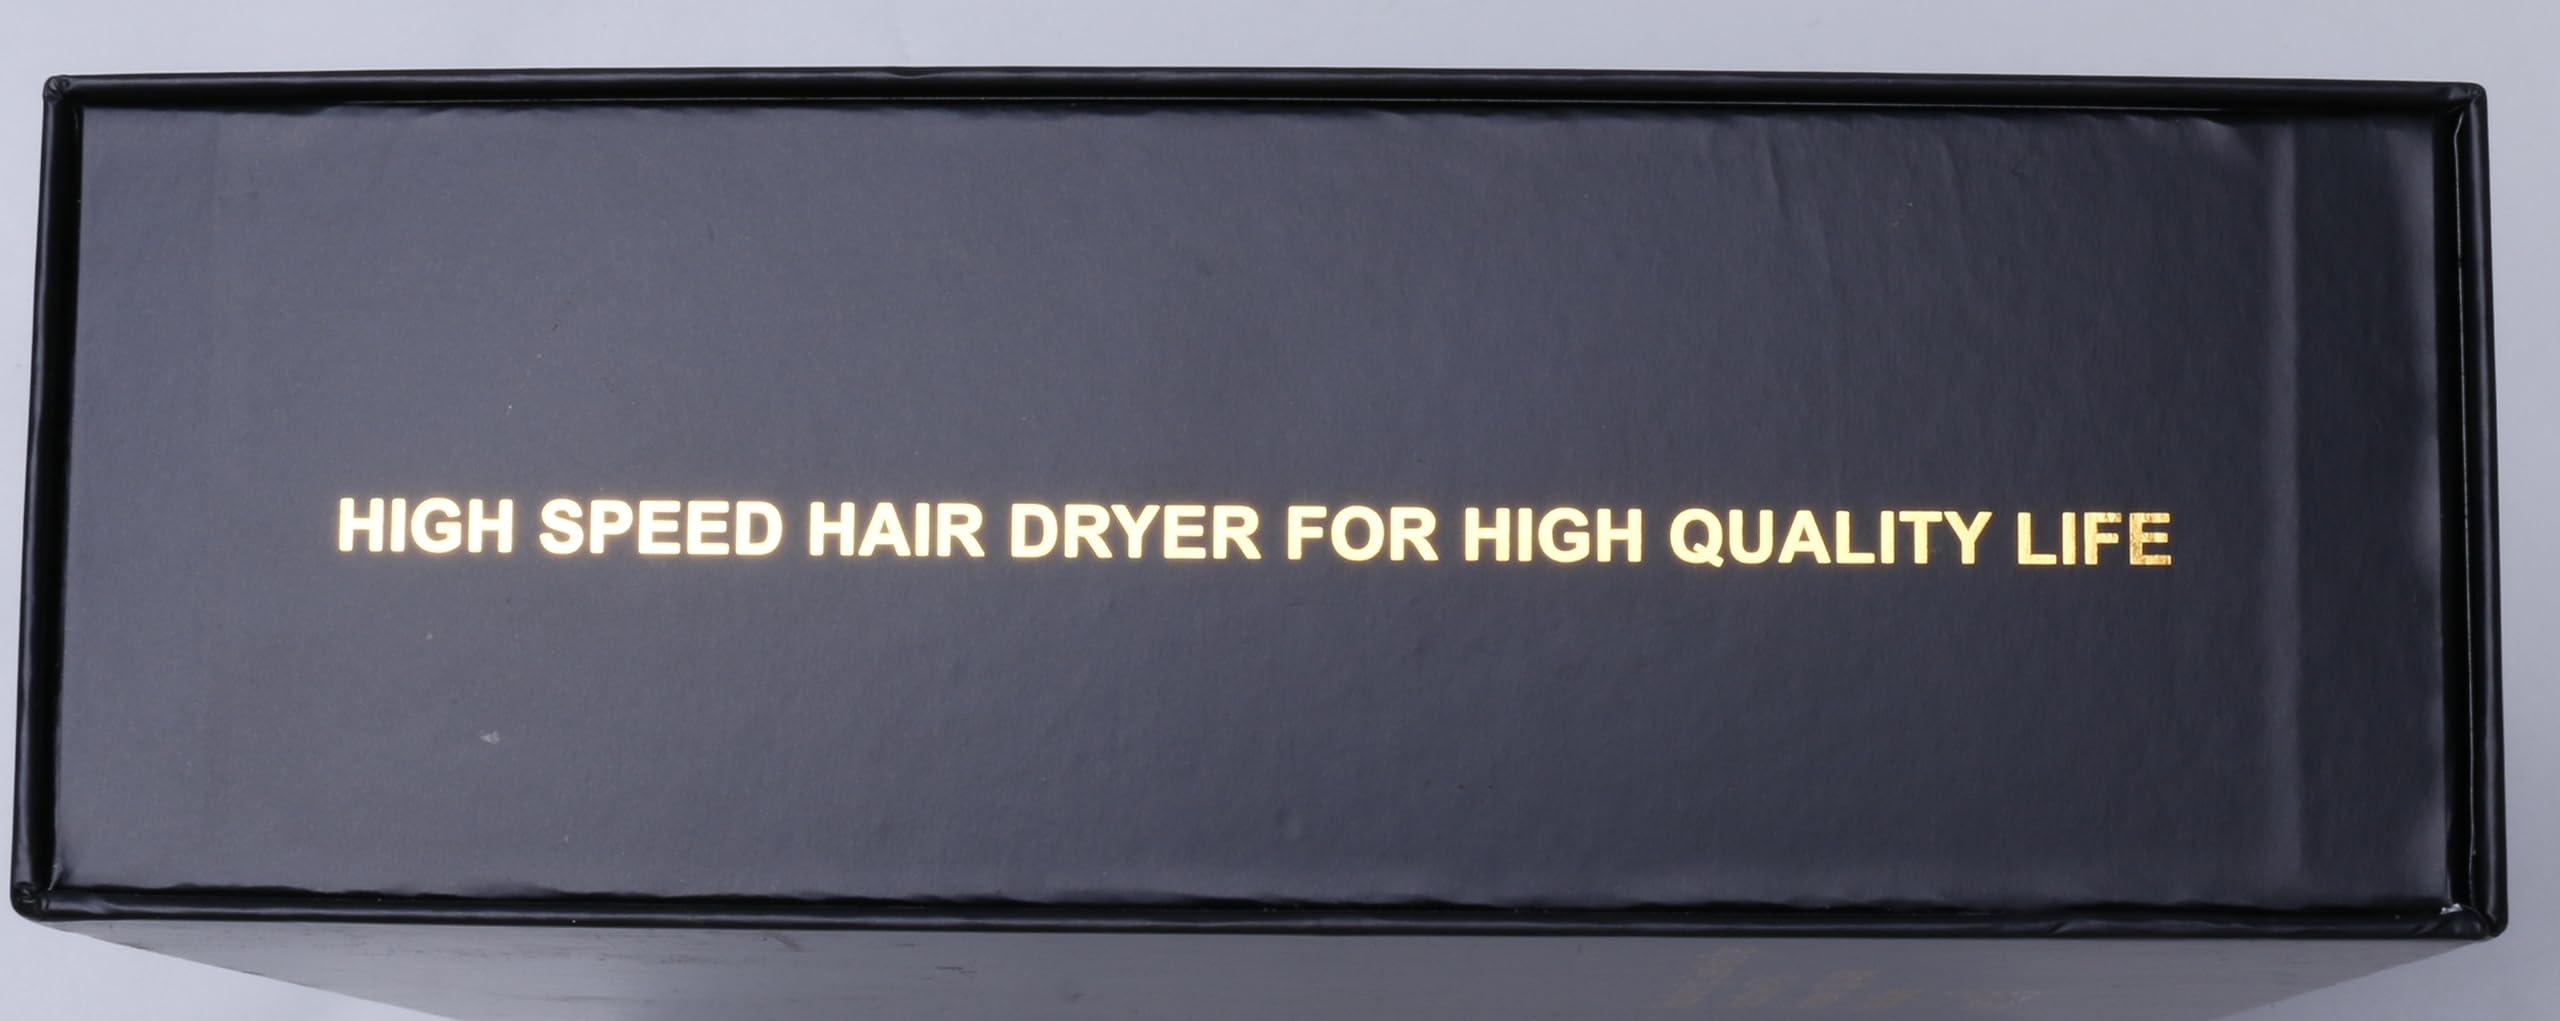 HIGH SPEED HAIR DRYER FOR HIGH QUALITY LIFE